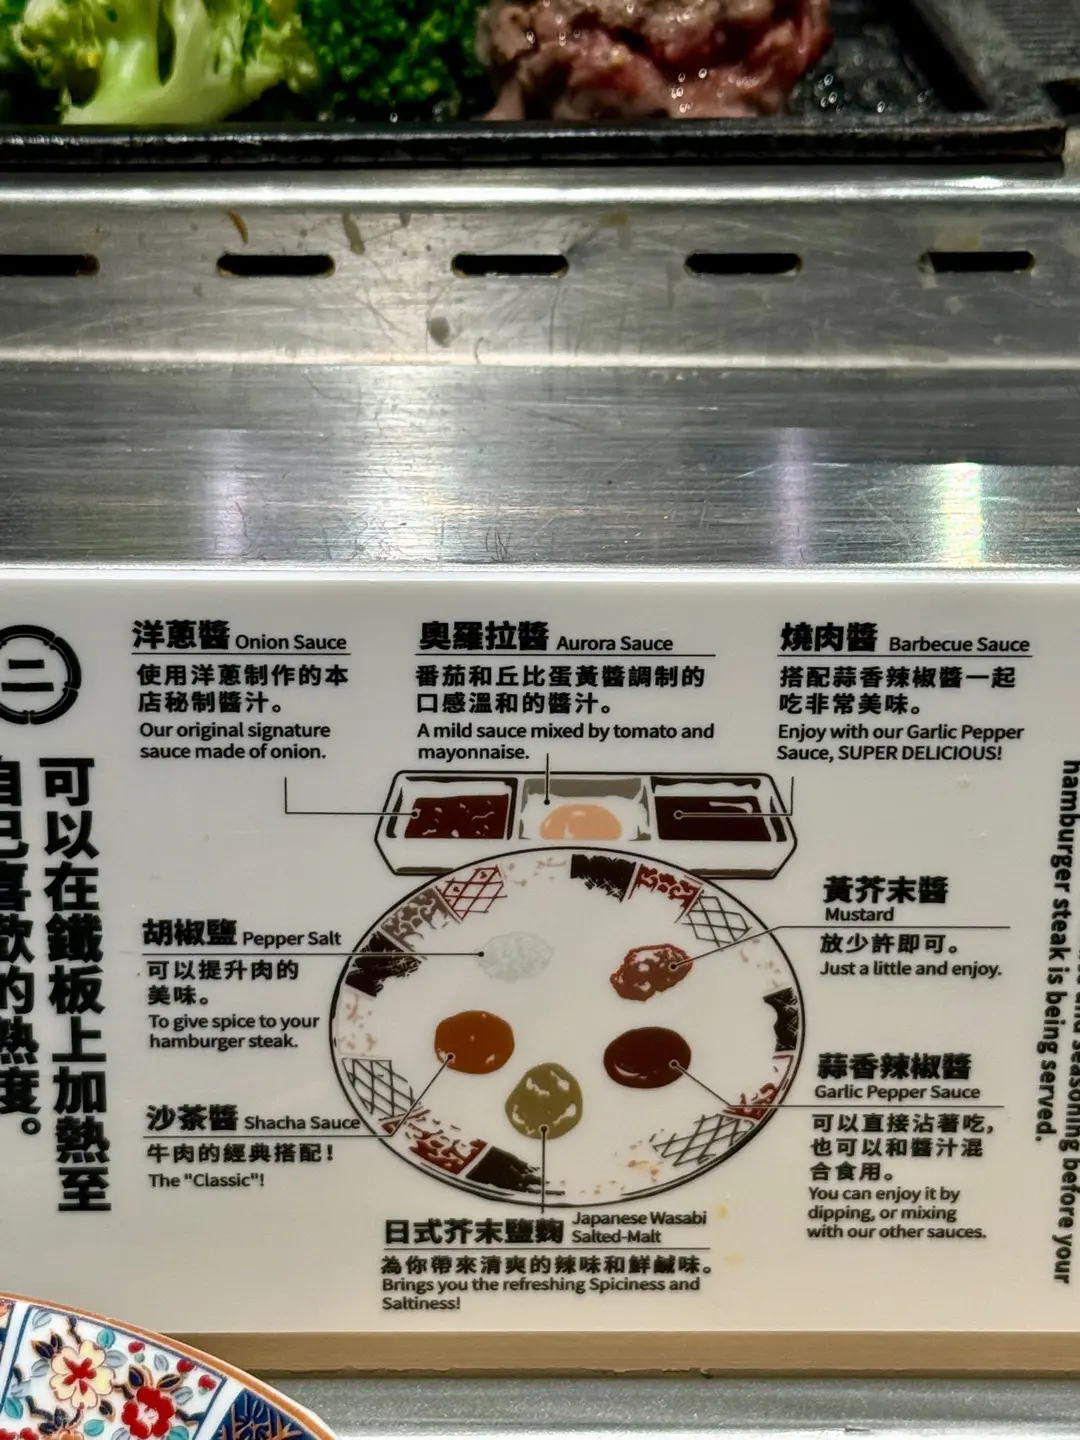 二
可以在鐵板上加熱至
自己喜歡的熱度。
洋蔥醬 Onion Sauce
使用洋蔥制作的本
店秘制醬汁。
Our original signature
sauce made of onion.
奧羅拉醬 Aurora Sauce
番茄和丘比蛋黃醬調制的
口感溫和的醬汁。
A mild sauce mixed by tomato and
mayonnaise.
燒肉醬 Barbecue Sauce
搭配蒜香辣椒醬一起
吃非常美味。
Enjoy with our Garlic Pepper
Sauce, SUPER DELICIOUS!
胡椒鹽 Pepper Salt
可以提升肉的
美味。
To give spice to your
hamburger steak.
黃芥末醬
Mustard
放少許即可。
Just a little and enjoy.
沙茶醬 Shacha Sauce
牛肉的經典搭配！
The "Classic"!
蒜香辣椒醬
Garlic Pepper Sauce
可以直接沾著吃，
也可以和醬汁混
合食用。
You can enjoy it by
dipping, or mixing
with our other sauces.
日式芥末鹽麴 Japanese Wasabi
Salted-Malt
為你帶來清爽的辣味和鮮鹹味。
Brings you the refreshing Spiciness and
Saltiness!
and seasoning before your
hamburger steak is being served.